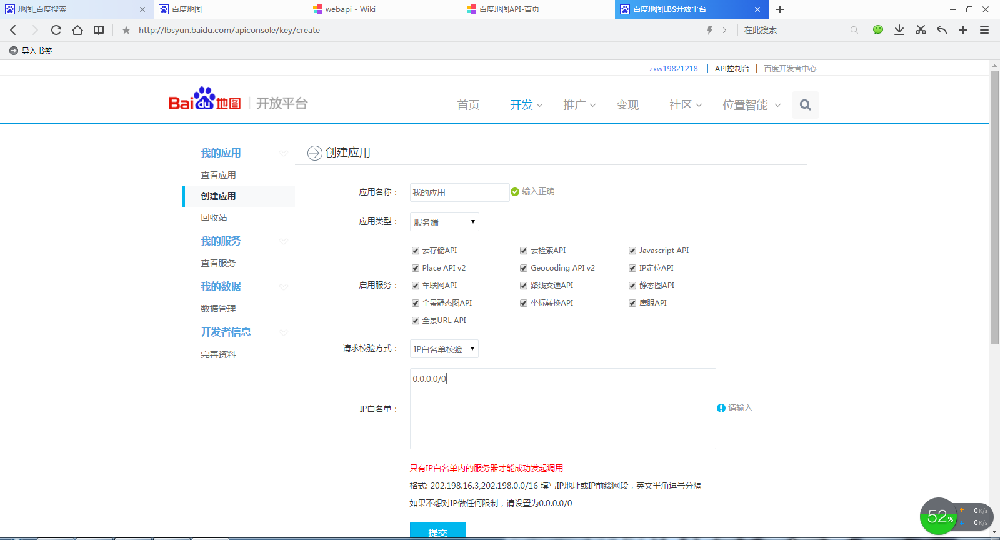 地图_百度搜索
百度地图
webapi - Wiki
百度地图API-首页
百度地图LBS开放平台
http://lbsyun.baidu.com/apiconsole/key/create
在此搜索
导入书签
zxw19821218 | API控制台 | 百度开发者中心
Bai du 地图 | 开放平台
首页 开发 推广 变现 社区 位置智能
我的应用
查看应用
创建应用
回收站
我的服务
查看服务
我的数据
数据管理
开发者信息
完善资料
创建应用
应用名称： 我的应用 输入正确
应用类型： 服务端
启用服务：
云存储API 云检索API Javascript API
Place API v2 Geocoding API v2 IP定位API
车联网API 路线交通API 静态图API
全景静态图API 坐标转换API 鹰眼API
全景URL API
请求校验方式： IP白名单校验
IP白名单： 0.0.0.0/0 请输入
只有IP白名单内的服务器才能成功发起调用
格式: 202.198.16.3,202.198.0.0/16 填写IP地址或IP前缀网段，英文半角逗号分隔
如果不想对IP做任何限制，请设置为0.0.0.0/0
提交
52%
0K/s
0K/s